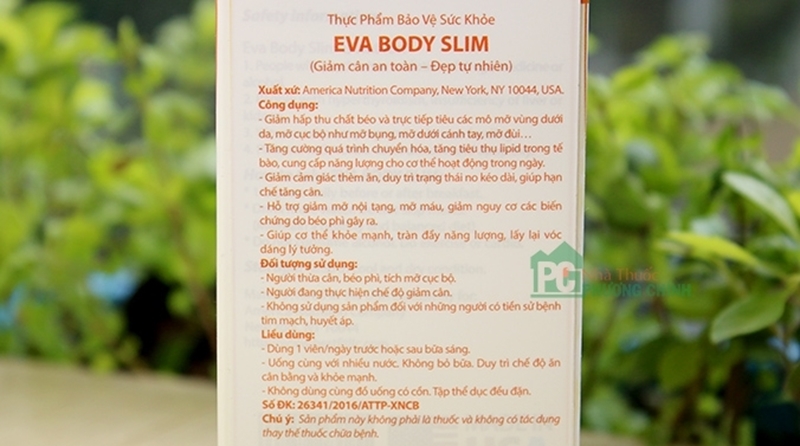 Thực Phẩm Bảo Vệ Sức Khỏe
EVA BODY SLIM
(Giảm cân an toàn – Đẹp tự nhiên)
Xuất xứ: America Nutrition Company, New York, NY 10044, USA.
Công dụng:
- Giảm hấp thu chất béo và trực tiếp tiêu các mô mỡ vùng dưới
da, mỡ cục bộ như mỡ bụng, mỡ dưới cánh tay, mỡ đùi…
- Tăng cường quá trình chuyển hóa, tăng tiêu thụ lipid trong tế
bào, cung cấp năng lượng cho cơ thể hoạt động trong ngày.
- Giảm cảm giác thèm ăn, duy trì trạng thái no kéo dài, giúp hạn
chế tăng cân.
- Hỗ trợ giảm mỡ nội tạng, mỡ máu, giảm nguy cơ các biến
chứng do béo phì gây ra.
- Giúp cơ thể khỏe mạnh, tràn đầy năng lượng, lấy lại vóc
dáng lý tưởng.
Đối tượng sử dụng:
- Người thừa cân, béo phì, tích mỡ cục bộ.
- Người đang thực hiện chế độ giảm cân.
- Không sử dụng sản phẩm đối với những người có tiền sử bệnh
tim mạch, huyết áp.
Liều dùng:
- Dùng 1 viên/ngày trước hoặc sau bữa sáng.
- Uống cùng với nhiều nước. Không bỏ bữa. Duy trì chế độ ăn
cân bằng và khỏe mạnh.
- Không dùng cùng đồ uống có cồn. Tập thể dục đều đặn.
Số ĐK: 26341/2016/ATTP-XNCB
Chú ý: Sản phẩm này không phải là thuốc và không có tác dụng
thay thế thuốc chữa bệnh.
PC